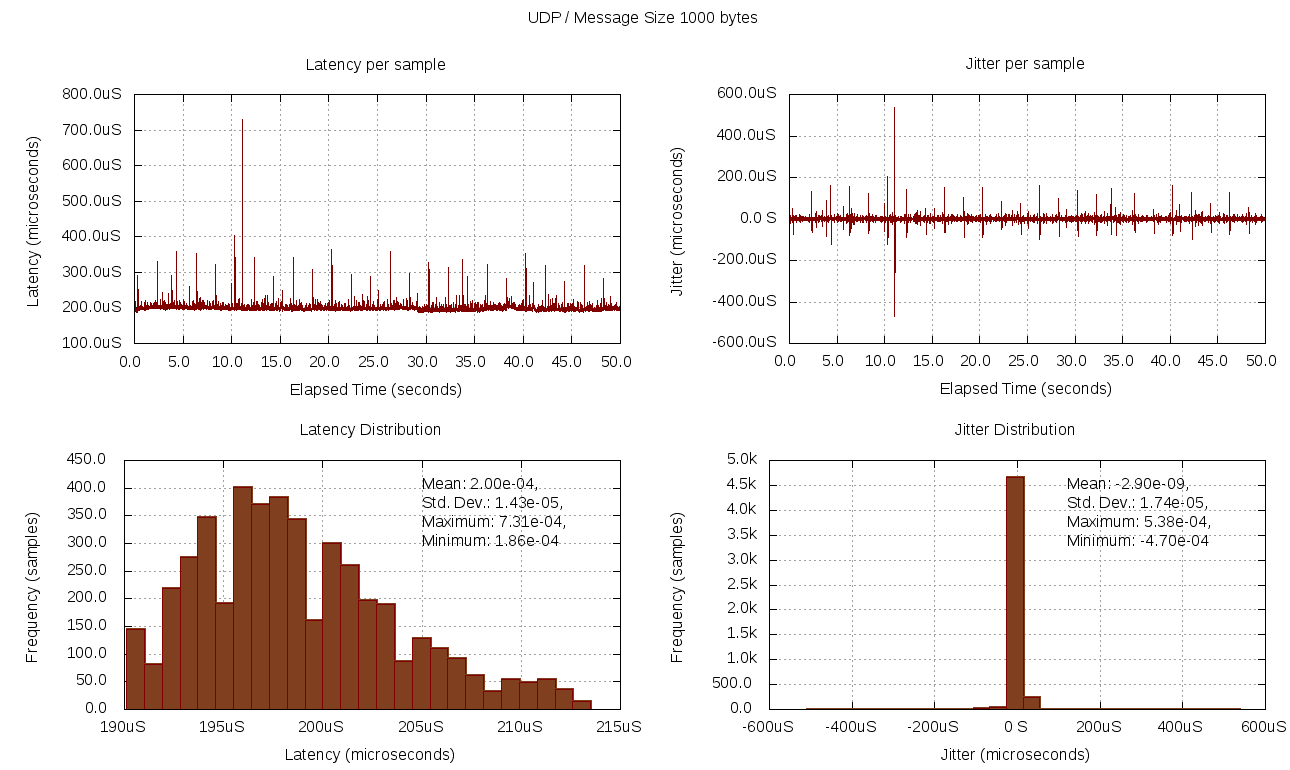 UDP / Message Size 1000 bytes
Latency per sample
800.0uS
700.0uS
600.0uS
500.0uS
400.0uS
300.0uS
200.0uS
100.0uS
Latency (microseconds)
0.0 5.0 10.0 15.0 20.0 25.0 30.0 35.0 40.0 45.0 50.0
Elapsed Time (seconds)
Jitter per sample
600.0uS
400.0uS
200.0uS
0.0 S
-200.0uS
-400.0uS
-600.0uS
Jitter (microseconds)
0.0 5.0 10.0 15.0 20.0 25.0 30.0 35.0 40.0 45.0 50.0
Elapsed Time (seconds)
Latency Distribution
450.0
400.0
350.0
300.0
250.0
200.0
150.0
100.0
50.0
0.0
Frequency (samples)
Mean: 2.00e-04,
Std. Dev.: 1.43e-05,
Maximum: 7.31e-04,
Minimum: 1.86e-04
190uS 195uS 200uS 205uS 210uS 215uS
Latency (microseconds)
Jitter Distribution
5.0k
4.5k
4.0k
3.5k
3.0k
2.5k
2.0k
1.5k
1.0k
500.0
0.0
Frequency (samples)
Mean: -2.90e-09,
Std. Dev.: 1.74e-05,
Maximum: 5.38e-04,
Minimum: -4.70e-04
-600uS -400uS -200uS 0 S 200uS 400uS 600uS
Jitter (microseconds)